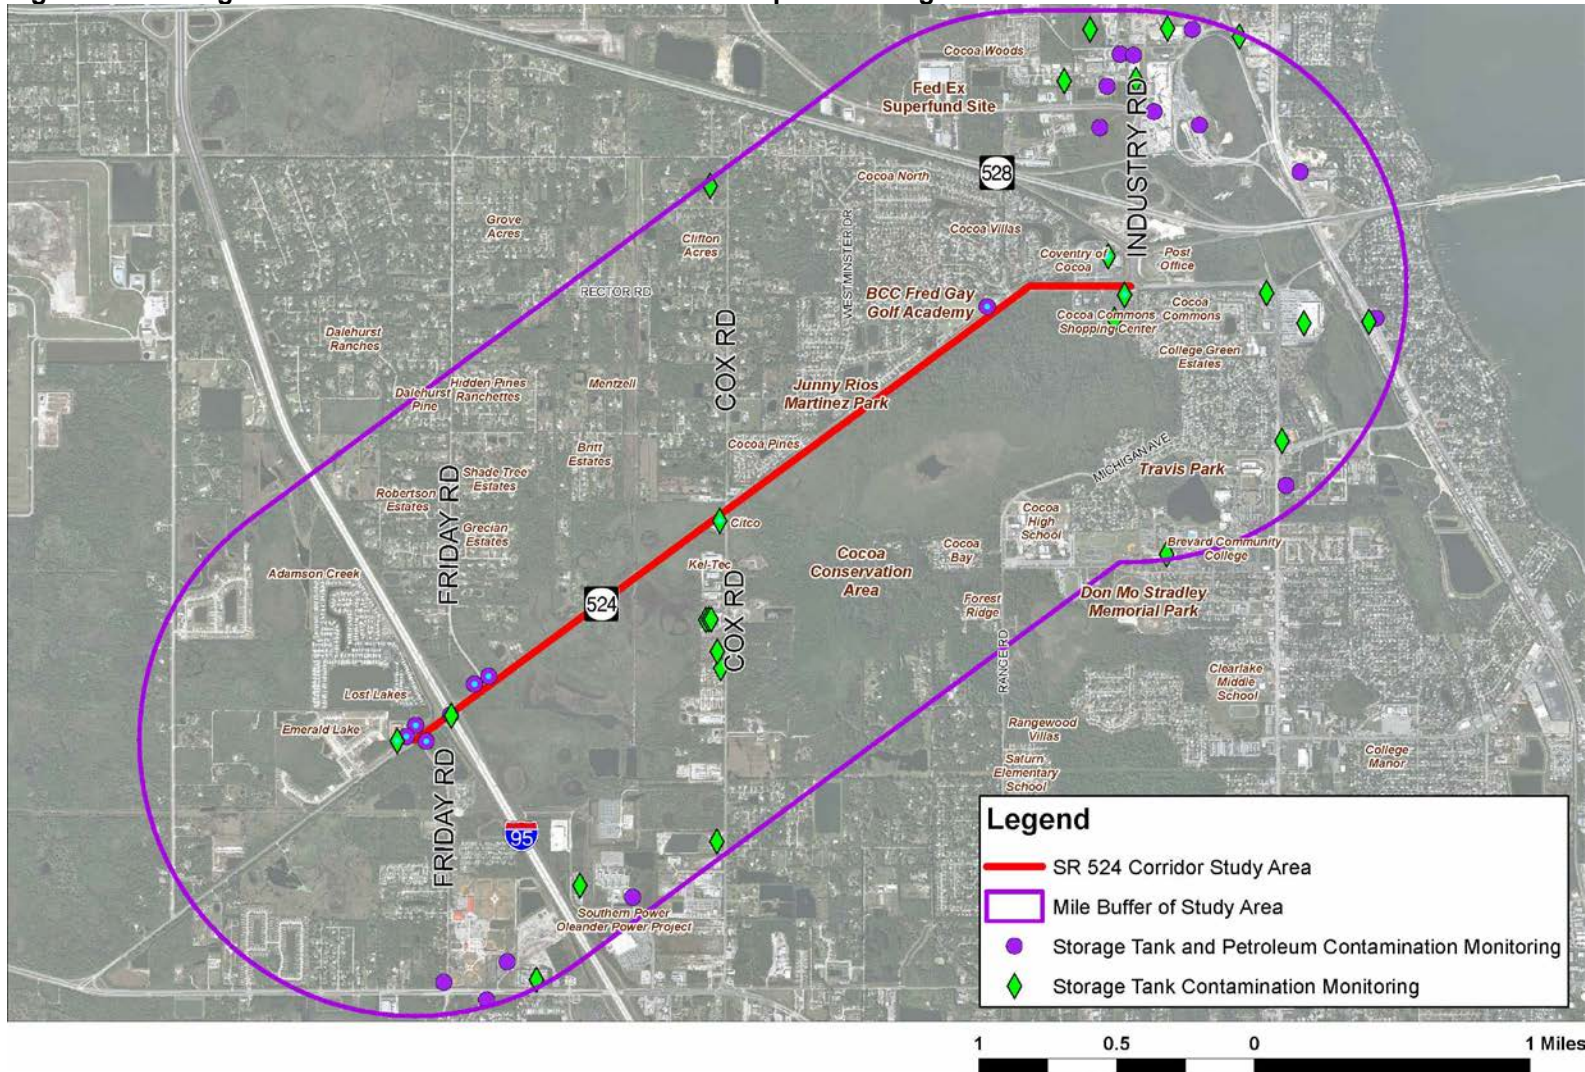 Cocoa Woods
Fed Ex
Superfund Site
INDUSTRY RD
528
Cocoa North
Grove
Acres
Clifton
Acres
WESTMINSTER DR
Cocoa Villas
Coventry of
Cocoa
Post
Office
RECTOR RD
BCC Fred Gay
Golf Academy
Cocoa Commons
Shopping Center
Cocoa
Commons
Dalehurst
Ranches
COX RD
College Green
Estates
Dalehurst
Pine
Hidden Pines
Ranchettes
Mentzell
Junny Rios
Martinez Park
Cocoa Pines
Britt
Estates
MICHIGAN AVE
Travis Park
Shade Tree
Estates
Robertson
Estates
FRIDAY RD
Grecian
Estates
Citco
Cocoa
High
School
Cocoa
Bay
Brevard Community
College
Kel-Tec
Cocoa
Conservation
Area
Adamson Creek
524
COX RD
Forest
Ridge
Don Mo Stradley
Memorial Park
RANGE RD
Clearlake
Middle
School
Lost Lakes
Emerald Lake
Rangewood
Villas
College
Manor
Saturn
Elementary
School
FRIDAY RD
95
Southern Power
Oleander Power Project
Legend
SR 524 Corridor Study Area
Mile Buffer of Study Area
Storage Tank and Petroleum Contamination Monitoring
Storage Tank Contamination Monitoring
1 0.5 0 1 Miles